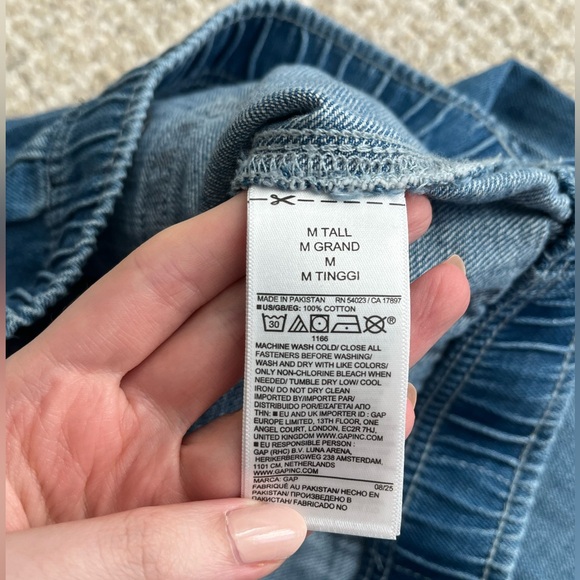 M TALL
M GRAND
M
M TINGGI
MADE IN PAKISTAN RN 54023 / CA 17897
US/GB/EG: 100% COTTON
30 ®
1166
MACHINE WASH COLD/ CLOSE ALL
FASTENERS BEFORE WASHING/
WASH AND DRY WITH LIKE COLORS/
ONLY NON-CHLORINE BLEACH WHEN
NEEDED/ TUMBLE DRY LOW/ COOL
IRON/ DO NOT DRY CLEAN
IMPORTED BY/IMPORTE PAR/
DISTRIBUIDO POR/ΕΙΣΑΓΕΤΑΙ ΑΠΟ
THN: EU AND UK IMPORTER ID : GAP
EUROPE LIMITED, 13TH FLOOR, ONE
ANGEL COURT, LONDON, EC2R 7HJ,
UNITED KINGDOM WWW.GAPINC.COM
EU RESPONSIBLE PERSON :
GAP (RHC) B.V. LUNA ARENA,
HERIKERBERGWEG 238 AMSTERDAM,
1101 CM, NETHERLANDS
WWW.GAPINC.COM
MARCA: GAP 08/25
FABRIQUÉ AU PAKISTAN/ HECHO EN
PAKISTÁN/ ПРОИЗВЕДЕНО В
ПАКИСТАН/ FABRICADO NO